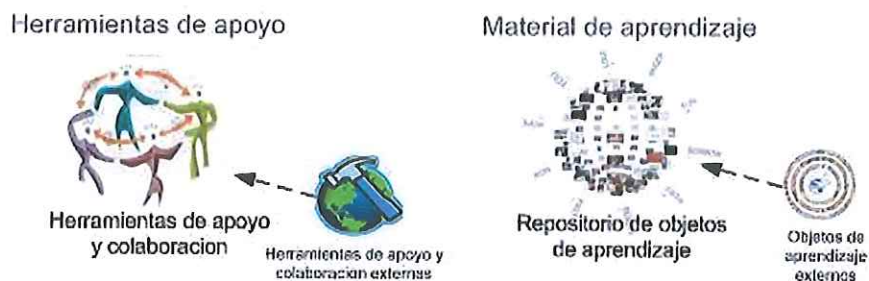 Herramientas de apoyo
Material de aprendizaje
Herramientas de apoyo
y colaboracion
Herramientas de apoyo y
colaboracion externas
Repositorio de objetos
de aprendizaje
Objetos de
aprendizaje
externos